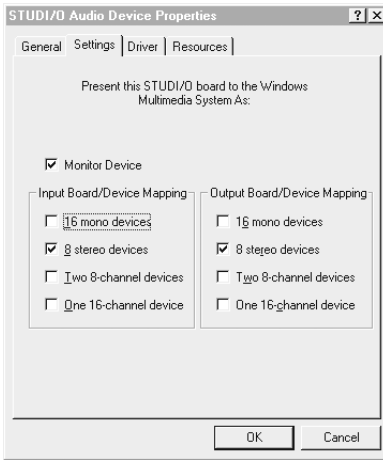 STUDI/O Audio Device Properties
General Settings Driver Resources
Present this STUDI/O board to the Windows
Multimedia System As:
Monitor Device
Input Board/Device Mapping
16 mono devices
8 stereo devices
Two 8-channel devices
One 16-channel device
Output Board/Device Mapping
16 mono devices
8 stereo devices
Two 8-channel devices
One 16-channel device
OK Cancel